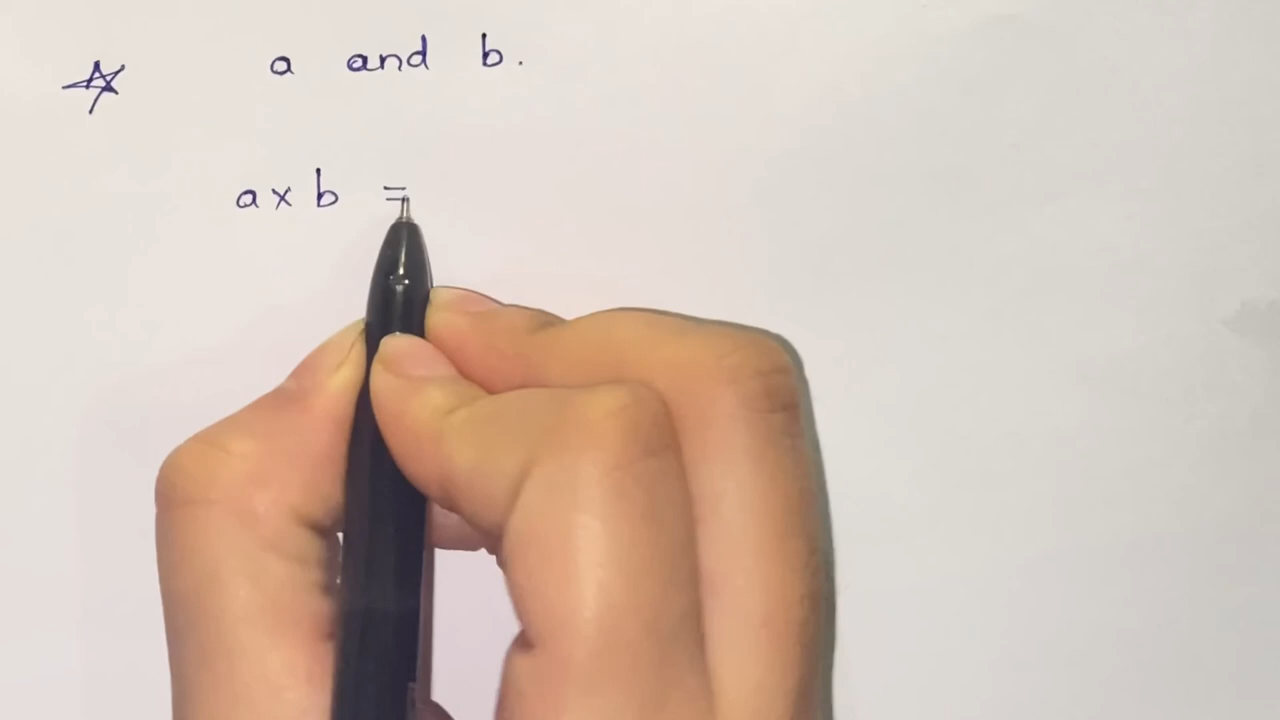 a and b.
a x b =